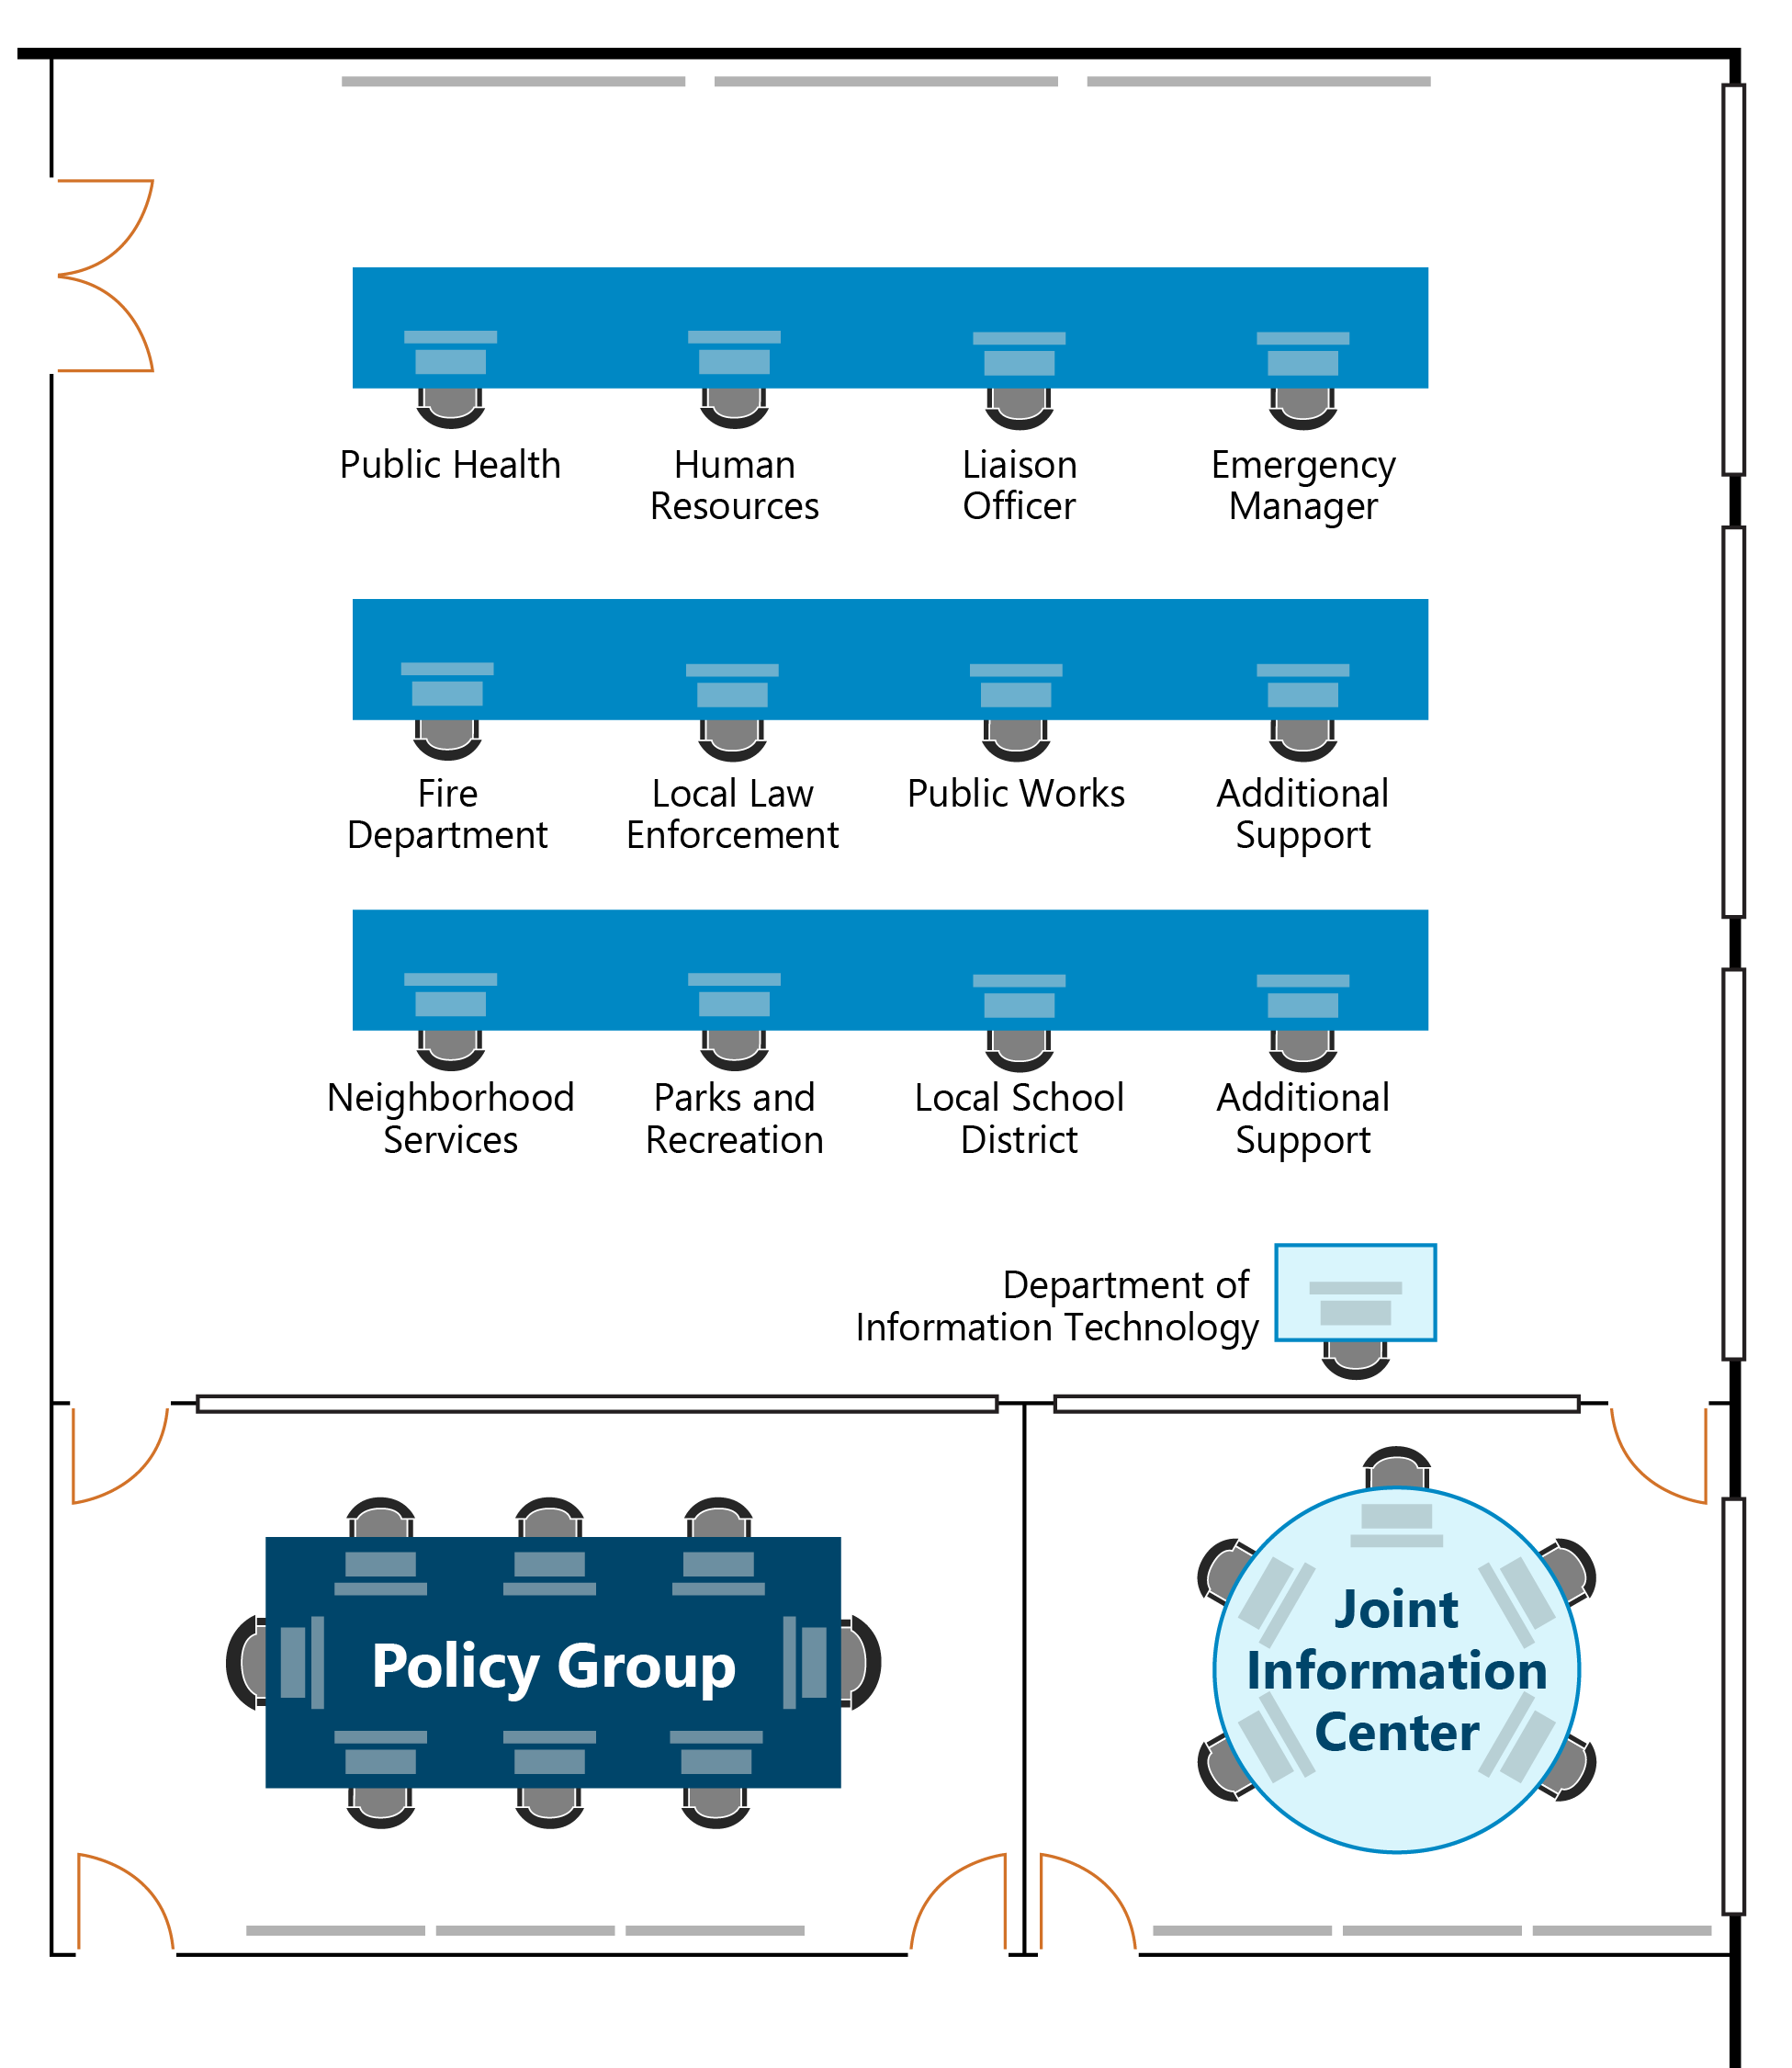 Public Health
Human
Resources
Liaison
Officer
Emergency
Manager
Fire
Department
Local Law
Enforcement
Public Works
Additional
Support
Neighborhood
Services
Parks and
Recreation
Local School
District
Additional
Support
Department of
Information Technology
Policy Group
Joint
Information
Center